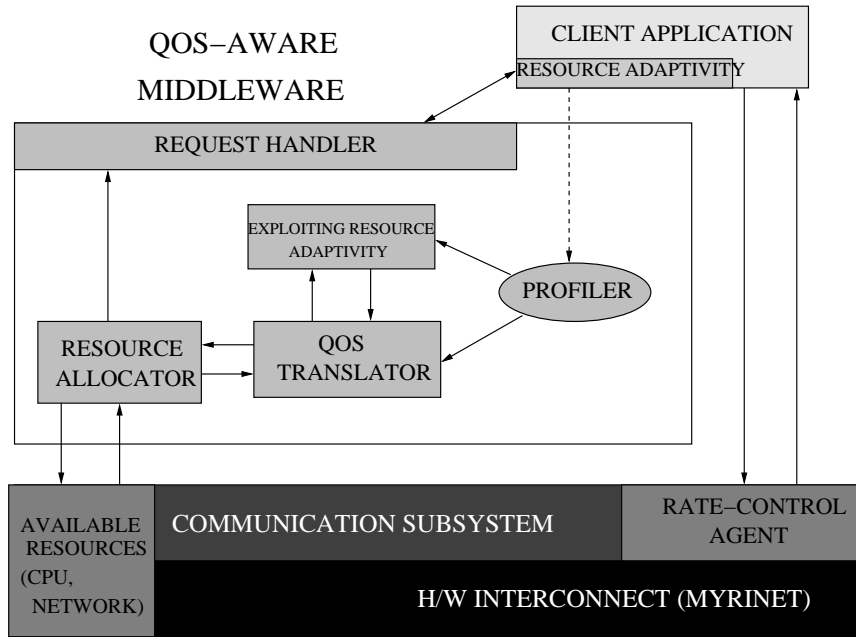 QOS−AWARE
MIDDLEWARE
CLIENT APPLICATION
RESOURCE ADAPTIVITY
REQUEST HANDLER
EXPLOITING RESOURCE
ADAPTIVITY
PROFILER
RESOURCE
ALLOCATOR
QOS
TRANSLATOR
AVAILABLE
RESOURCES
(CPU,
NETWORK)
COMMUNICATION SUBSYSTEM
RATE−CONTROL
AGENT
H/W INTERCONNECT (MYRINET)